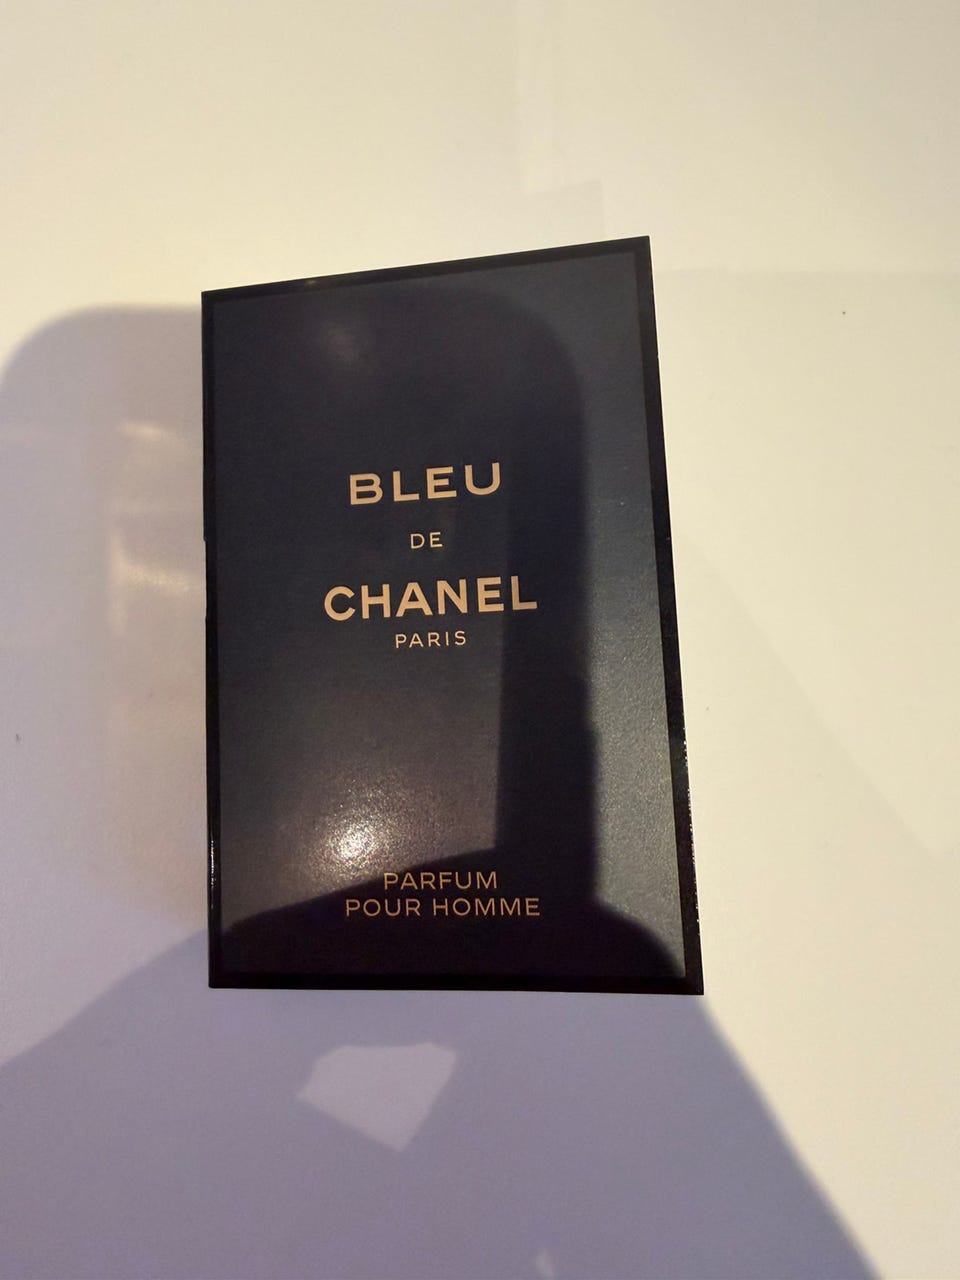 BLEU
DE
CHANEL
PARIS
PARFUM
POUR HOMME